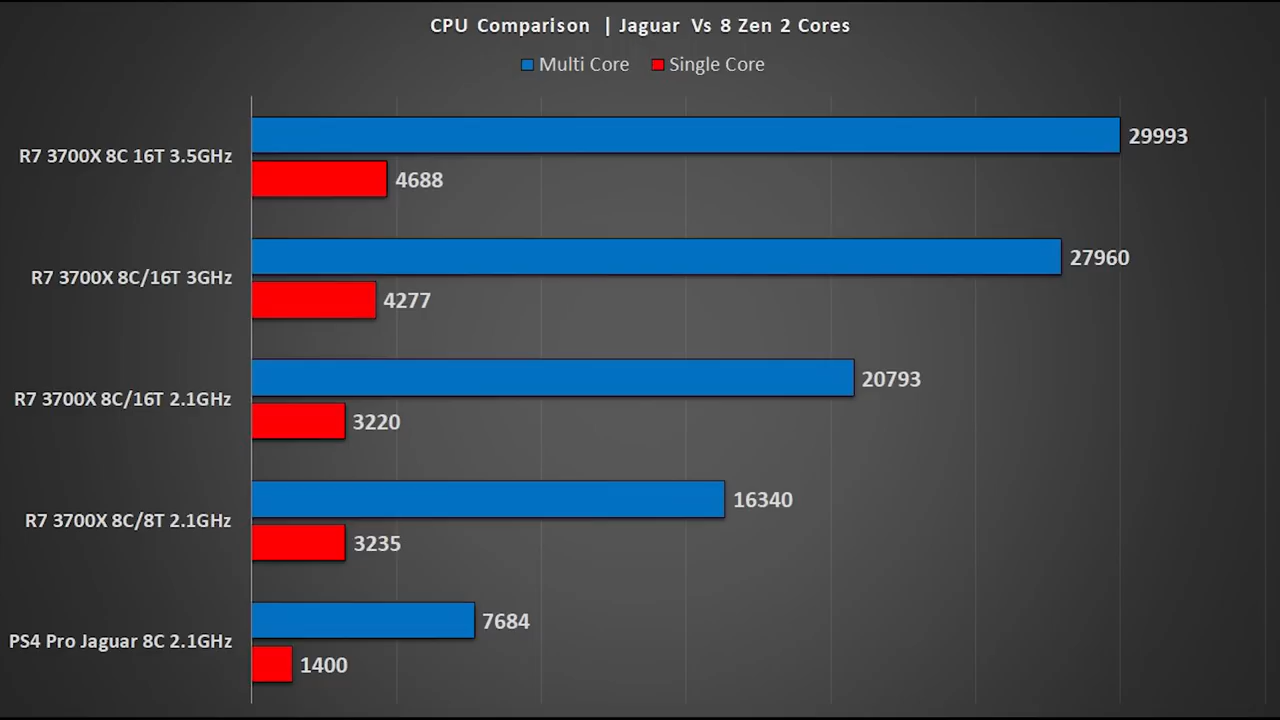 CPU Comparison | Jaguar Vs 8 Zen 2 Cores
Multi Core Single Core
R7 3700X 8C 16T 3.5GHz
29993
4688
R7 3700X 8C/16T 3GHz
27960
4277
R7 3700X 8C/16T 2.1GHz
20793
3220
R7 3700X 8C/8T 2.1GHz
16340
3235
PS4 Pro Jaguar 8C 2.1GHz
7684
1400